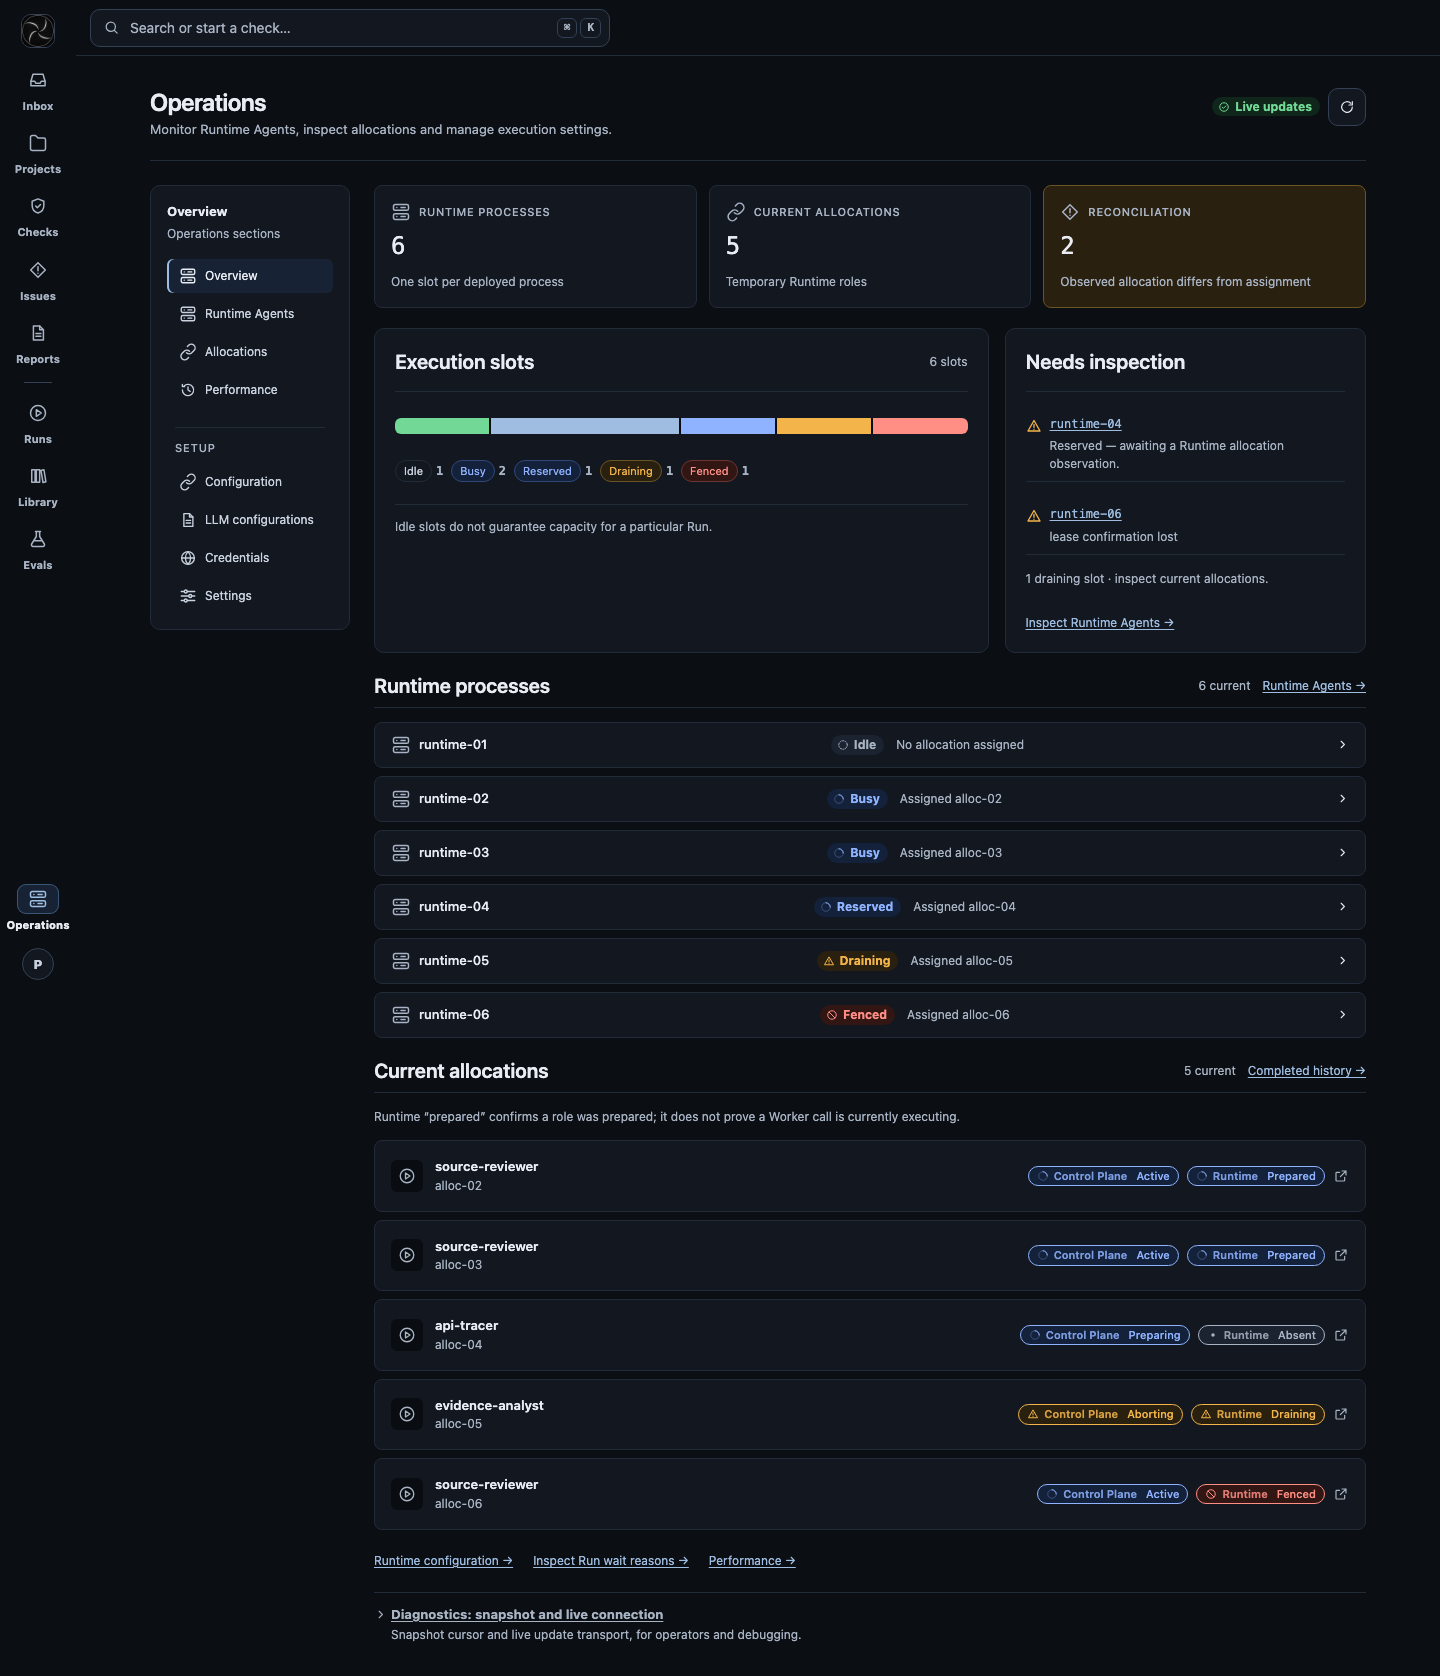 Search or start a check...
⌘ K
Inbox
Projects
Checks
Issues
Reports
Runs
Library
Evals
Operations
P
Operations
Monitor Runtime Agents, inspect allocations and manage execution settings.
Live updates
Overview
Operations sections
Overview
Runtime Agents
Allocations
Performance
SETUP
Configuration
LLM configurations
Credentials
Settings
RUNTIME PROCESSES
6
One slot per deployed process
CURRENT ALLOCATIONS
5
Temporary Runtime roles
RECONCILIATION
2
Observed allocation differs from assignment
Execution slots
6 slots
Idle 1 Busy 2 Reserved 1 Draining 1 Fenced 1
Idle slots do not guarantee capacity for a particular Run.
Needs inspection
runtime-04
Reserved — awaiting a Runtime allocation
observation.
runtime-06
lease confirmation lost
1 draining slot · inspect current allocations.
Inspect Runtime Agents →
Runtime processes
6 current Runtime Agents →
runtime-01 Idle No allocation assigned
runtime-02 Busy Assigned alloc-02
runtime-03 Busy Assigned alloc-03
runtime-04 Reserved Assigned alloc-04
runtime-05 Draining Assigned alloc-05
runtime-06 Fenced Assigned alloc-06
Current allocations
5 current Completed history →
Runtime “prepared” confirms a role was prepared; it does not prove a Worker call is currently executing.
source-reviewer
alloc-02
Control Plane Active Runtime Prepared
source-reviewer
alloc-03
Control Plane Active Runtime Prepared
api-tracer
alloc-04
Control Plane Preparing Runtime Absent
evidence-analyst
alloc-05
Control Plane Aborting Runtime Draining
source-reviewer
alloc-06
Control Plane Active Runtime Fenced
Runtime configuration → Inspect Run wait reasons → Performance →
Diagnostics: snapshot and live connection
Snapshot cursor and live update transport, for operators and debugging.